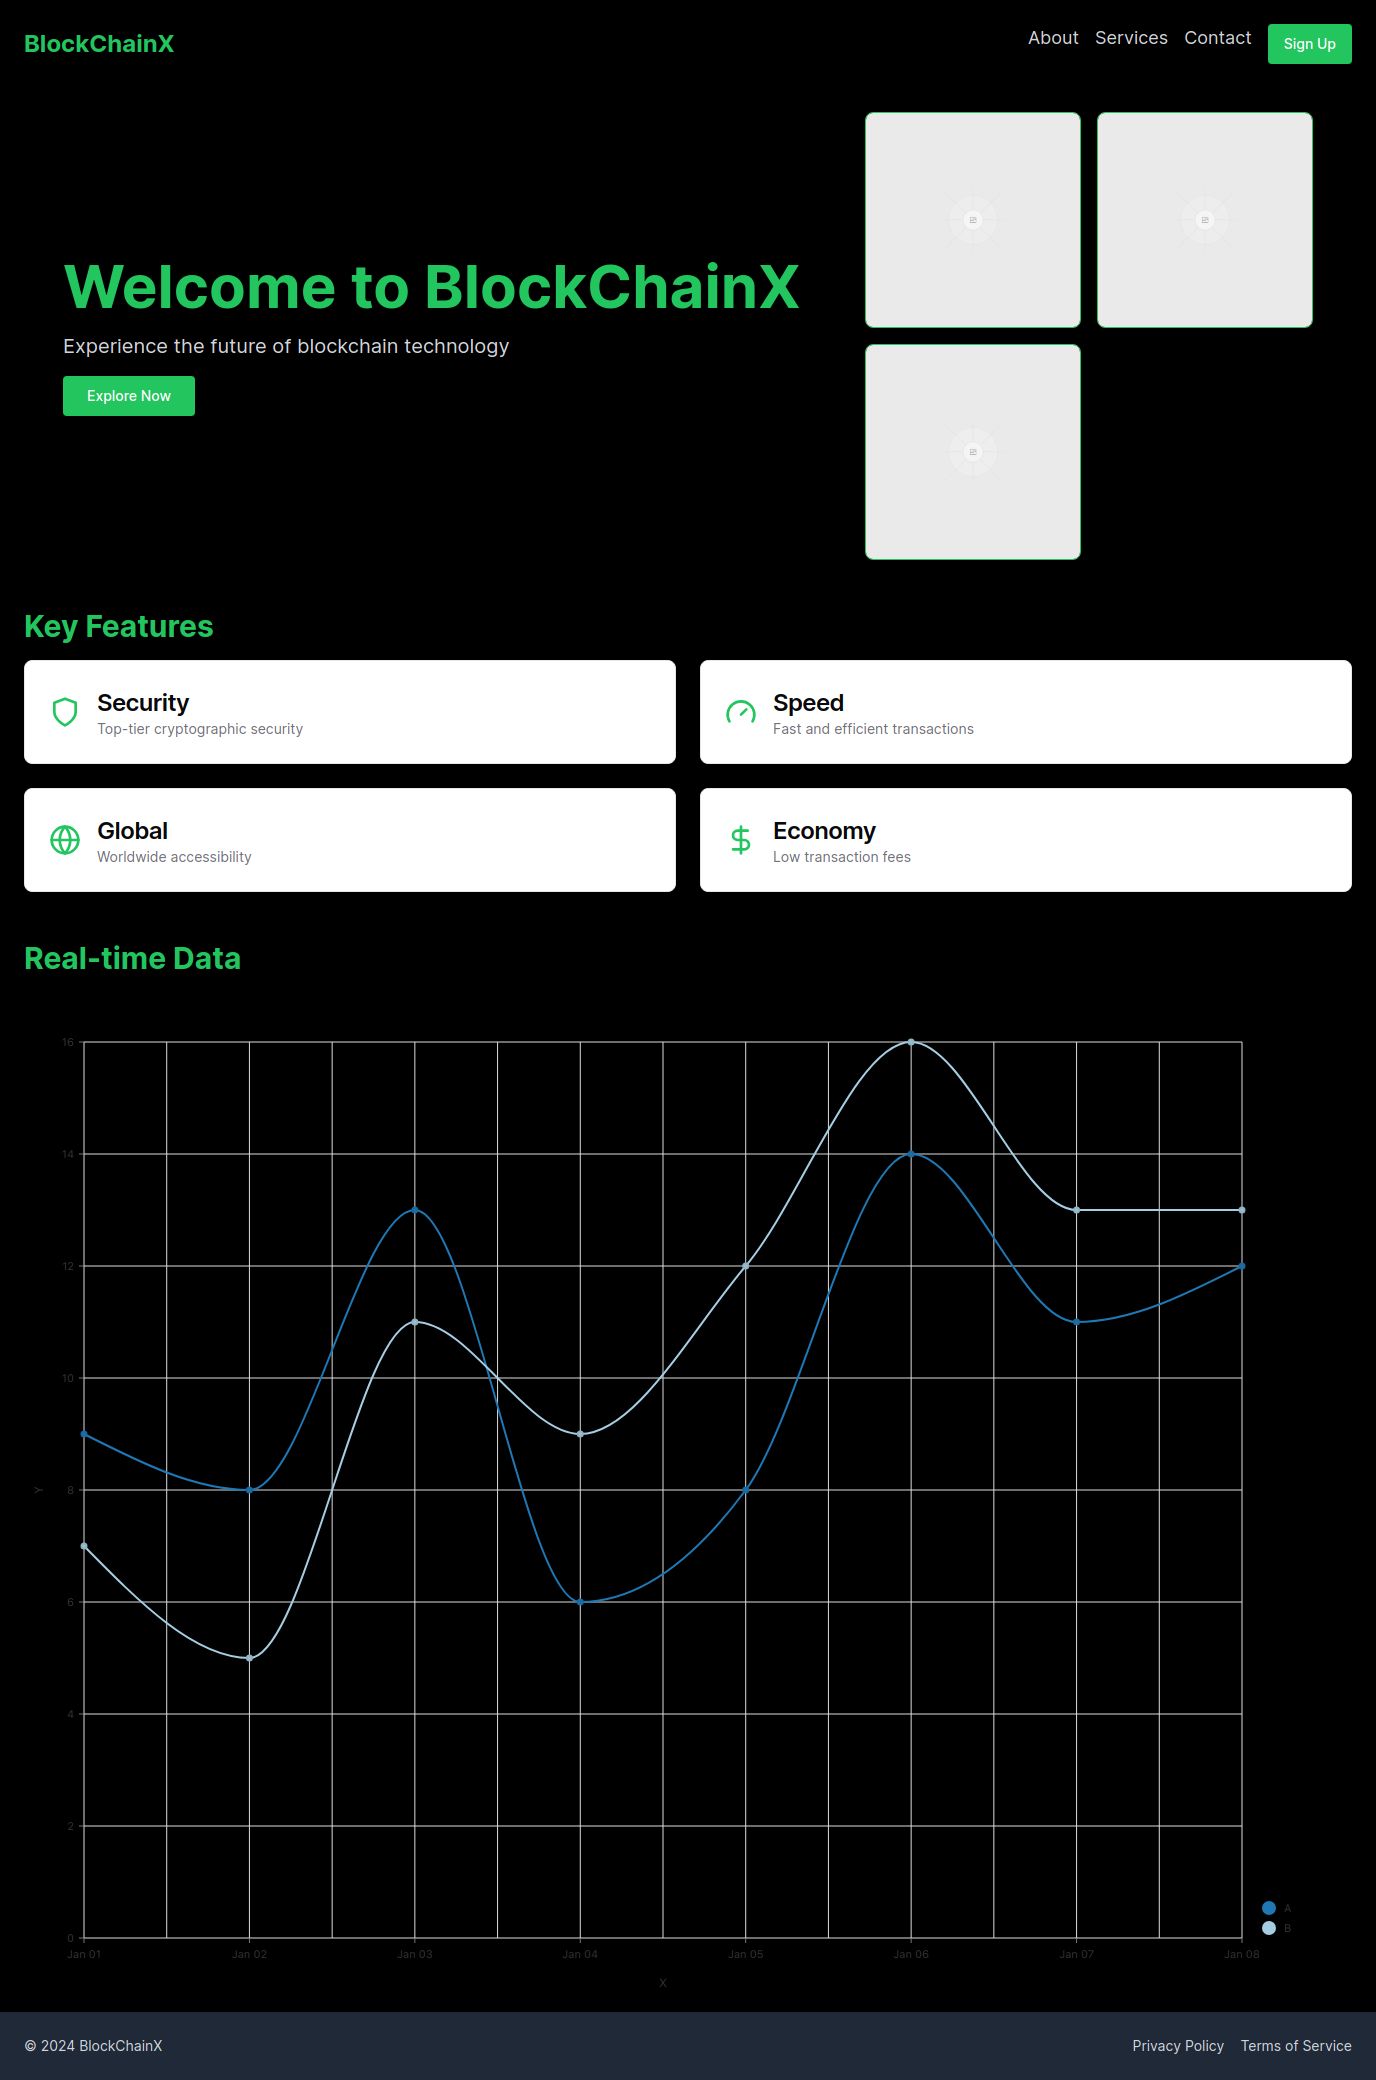 BlockChainX
About Services Contact Sign Up
Welcome to BlockChainX
Experience the future of blockchain technology
Explore Now
Key Features
Security
Top-tier cryptographic security
Speed
Fast and efficient transactions
Global
Worldwide accessibility
Economy
Low transaction fees
Real-time Data
16
14
12
10
8
6
4
2
0
Y
Jan 01 Jan 02 Jan 03 Jan 04 Jan 05 Jan 06 Jan 07 Jan 08
X
A
B
© 2024 BlockChainX
Privacy Policy Terms of Service